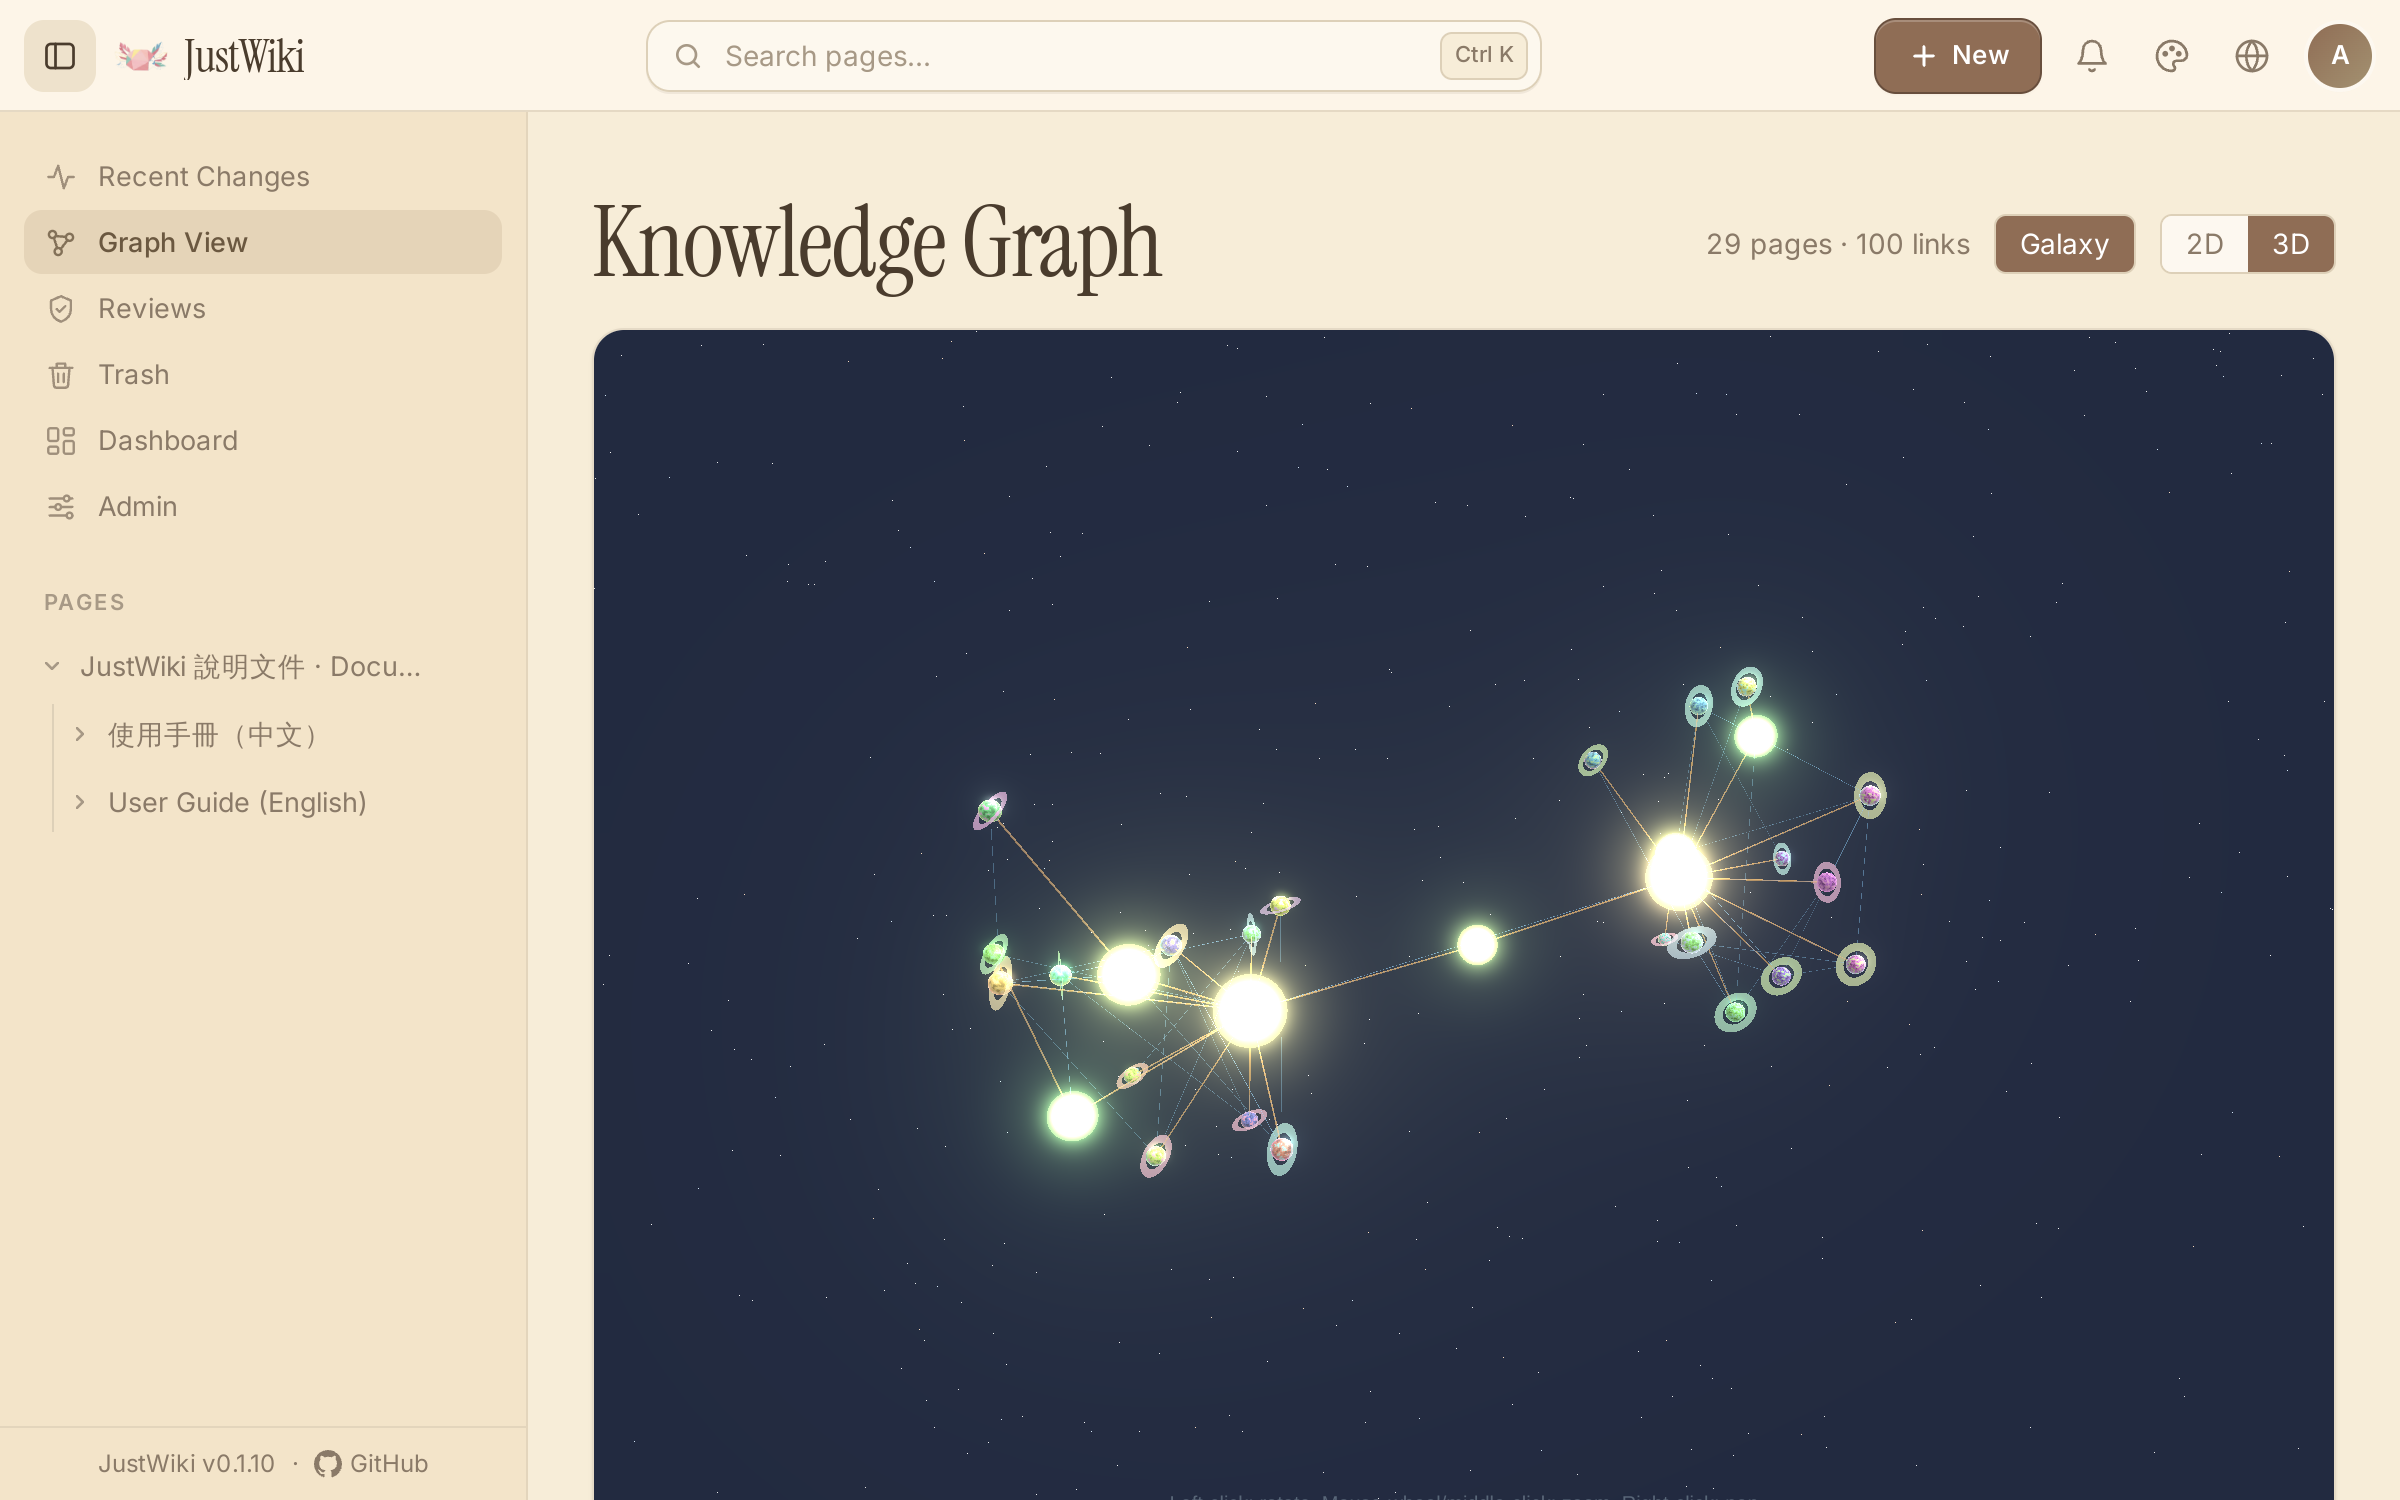 JustWiki
Search pages...
Ctrl K
New
A
Recent Changes
Graph View
Reviews
Trash
Dashboard
Admin
PAGES
JustWiki 說明文件 · Docu...
使用手冊（中文）
User Guide (English)
JustWiki v0.1.10 · GitHub
Knowledge Graph
29 pages · 100 links
Galaxy
2D
3D